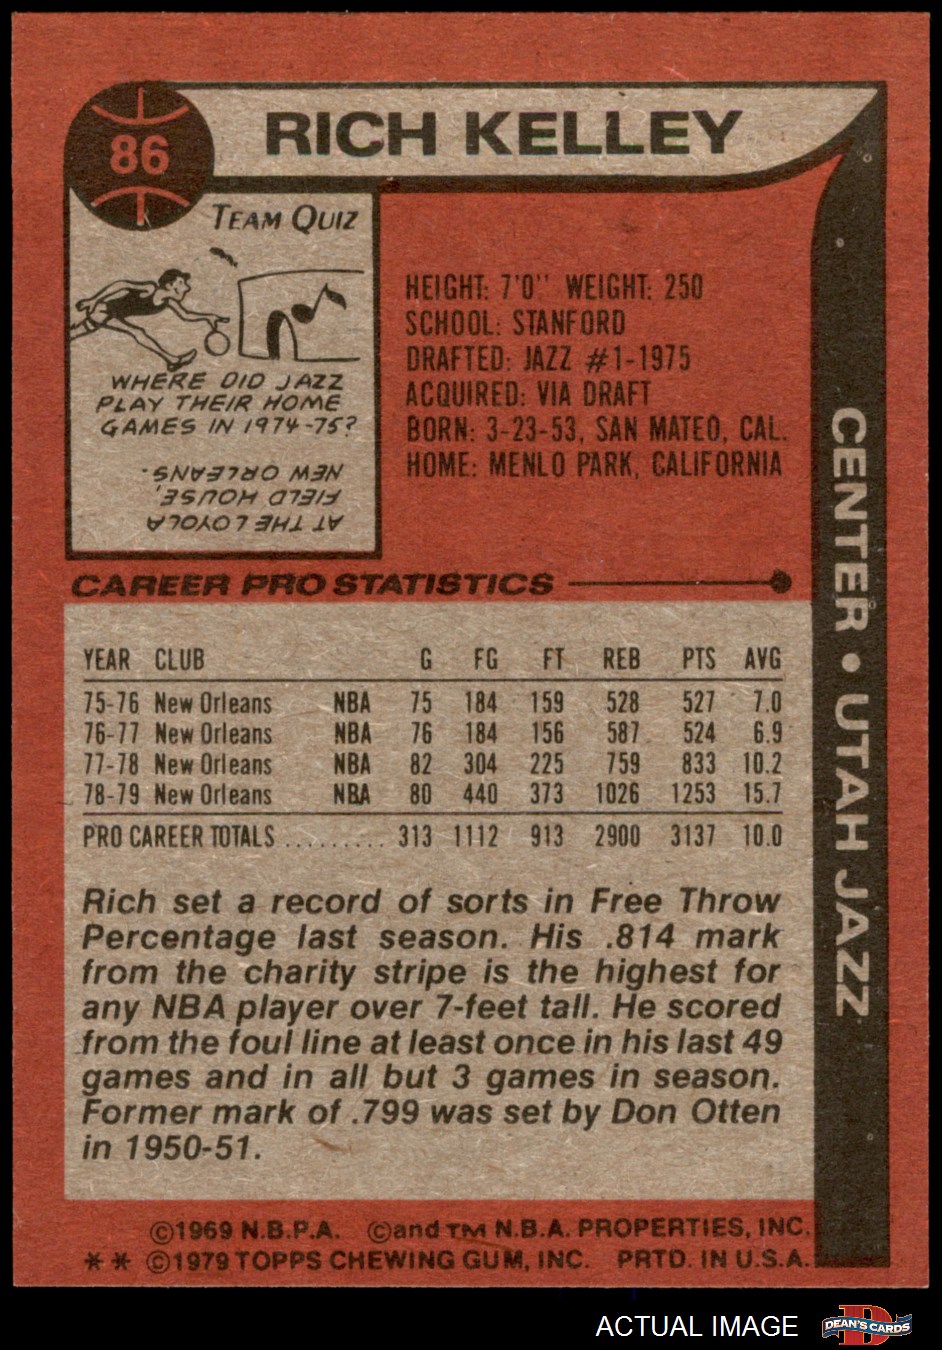 86
RICH KELLEY
TEAM QUIZ
WHERE DID JAZZ
PLAY THEIR HOME
GAMES IN 1974-75?
AT THE LOYOLA
FIELD HOUSE,
NEW ORLEANS.
HEIGHT: 7'0" WEIGHT: 250
SCHOOL: STANFORD
DRAFTED: JAZZ #1-1975
ACQUIRED: VIA DRAFT
BORN: 3-23-53, SAN MATEO, CAL.
HOME: MENLO PARK, CALIFORNIA
CENTER • UTAH JAZZ
CAREER PRO STATISTICS
YEAR CLUB G FG FT REB PTS AVG
75-76 New Orleans NBA 75 184 159 528 527 7.0
76-77 New Orleans NBA 76 184 156 587 524 6.9
77-78 New Orleans NBA 82 304 225 759 833 10.2
78-79 New Orleans NBA 80 440 373 1026 1253 15.7
PRO CAREER TOTALS ......... 313 1112 913 2900 3137 10.0
Rich set a record of sorts in Free Throw
Percentage last season. His .814 mark
from the charity stripe is the highest for
any NBA player over 7-feet tall. He scored
from the foul line at least once in his last 49
games and in all but 3 games in season.
Former mark of .799 was set by Don Otten
in 1950-51.
©1969 N.B.P.A. ©and TM N.B.A. PROPERTIES, INC.
** ©1979 TOPPS CHEWING GUM, INC. PRTD. IN U.S.A.
ACTUAL IMAGE DEAN'S CARDS